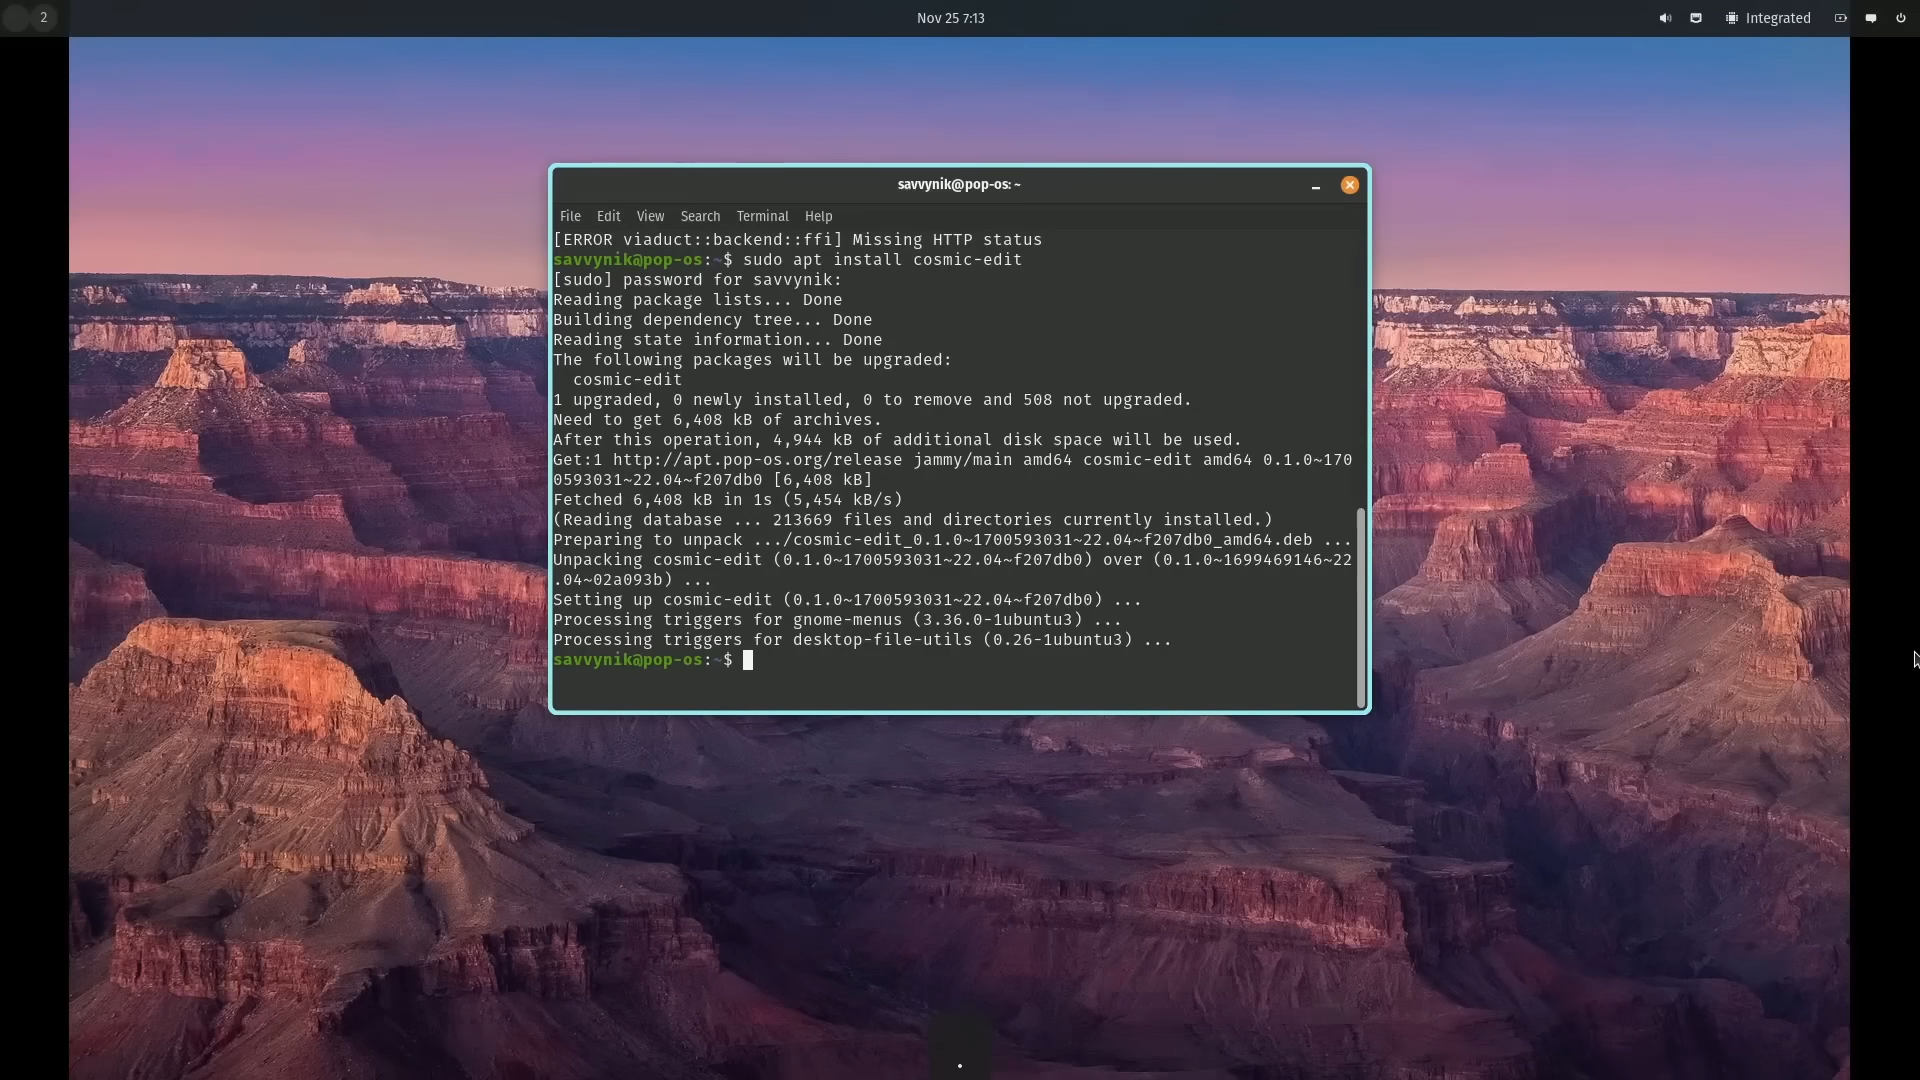 2
Nov 25 7:13
Integrated
savvynik@pop-os: ~
File Edit View Search Terminal Help
[ERROR viaduct::backend::ffi] Missing HTTP status
savvynik@pop-os:~$ sudo apt install cosmic-edit
[sudo] password for savvynik:
Reading package lists... Done
Building dependency tree... Done
Reading state information... Done
The following packages will be upgraded:
cosmic-edit
1 upgraded, 0 newly installed, 0 to remove and 508 not upgraded.
Need to get 6,408 kB of archives.
After this operation, 4,944 kB of additional disk space will be used.
Get:1 http://apt.pop-os.org/release jammy/main amd64 cosmic-edit amd64 0.1.0~170
0593031~22.04~f207db0 [6,408 kB]
Fetched 6,408 kB in 1s (5,454 kB/s)
(Reading database ... 213669 files and directories currently installed.)
Preparing to unpack .../cosmic-edit_0.1.0~1700593031~22.04~f207db0_amd64.deb ...
Unpacking cosmic-edit (0.1.0~1700593031~22.04~f207db0) over (0.1.0~1699469146~22
.04~02a093b) ...
Setting up cosmic-edit (0.1.0~1700593031~22.04~f207db0) ...
Processing triggers for gnome-menus (3.36.0-1ubuntu3) ...
Processing triggers for desktop-file-utils (0.26-1ubuntu3) ...
savvynik@pop-os:~$